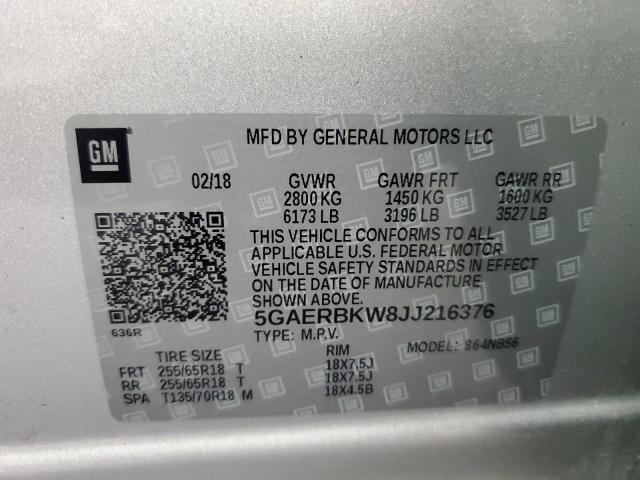 GM
MFD BY GENERAL MOTORS LLC
02/18 GVWR GAWR FRT GAWR RR
2800 KG 1450 KG 1600 KG
6173 LB 3196 LB 3527 LB
THIS VEHICLE CONFORMS TO ALL
APPLICABLE U.S. FEDERAL MOTOR
VEHICLE SAFETY STANDARDS IN EFFECT
ON THE DATE OF MANUFACTURE
SHOWN ABOVE.
5GAERBKW8JJ216376
636R
TYPE: M.P.V. MODEL: 864NB56
TIRE SIZE RIM
FRT 255/65R18 T 18X7.5J
RR 255/65R18 T 18X7.5J
SPA T135/70R18 M 18X4.5B